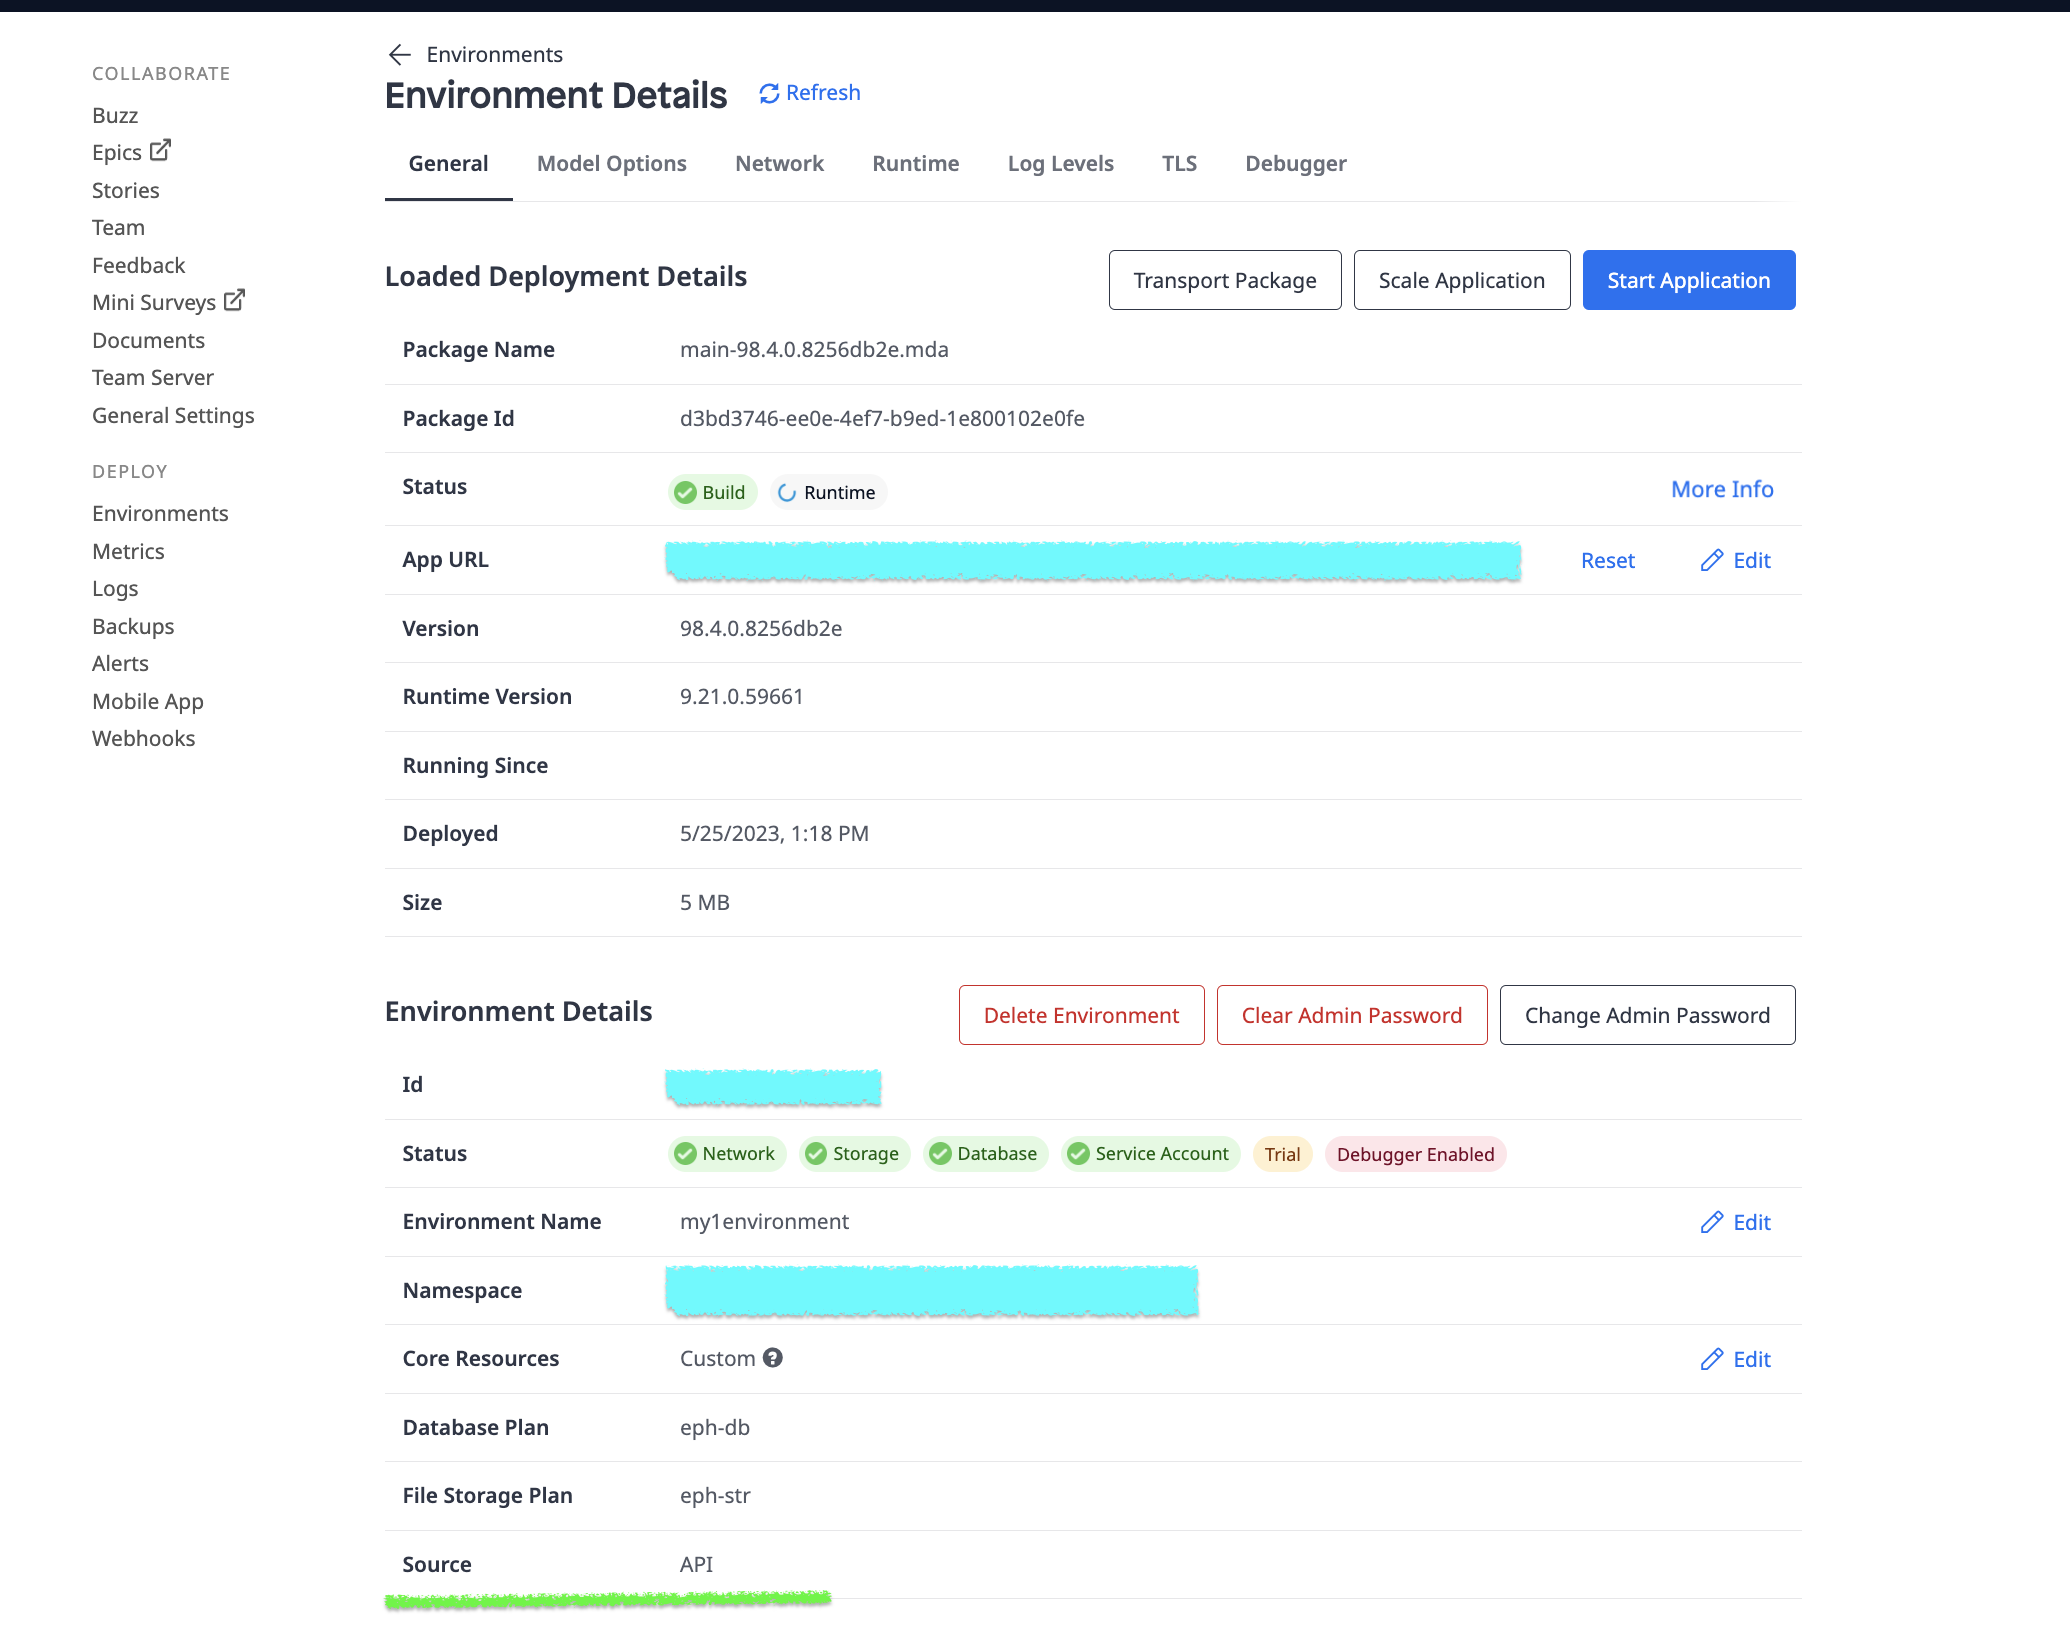 COLLABORATE
Buzz
Epics
Stories
Team
Feedback
Mini Surveys
Documents
Team Server
General Settings
DEPLOY
Environments
Metrics
Logs
Backups
Alerts
Mobile App
Webhooks
Environments
Environment Details Refresh
General Model Options Network Runtime Log Levels TLS Debugger
Loaded Deployment Details Transport Package Scale Application Start Application
Package Name main-98.4.0.8256db2e.mda
Package Id d3bd3746-ee0e-4ef7-b9ed-1e800102e0fe
Status Build Runtime More Info
App URL Reset Edit
Version 98.4.0.8256db2e
Runtime Version 9.21.0.59661
Running Since
Deployed 5/25/2023, 1:18 PM
Size 5 MB
Environment Details Delete Environment Clear Admin Password Change Admin Password
Id
Status Network Storage Database Service Account Trial Debugger Enabled
Environment Name my1environment Edit
Namespace
Core Resources Custom ? Edit
Database Plan eph-db
File Storage Plan eph-str
Source API